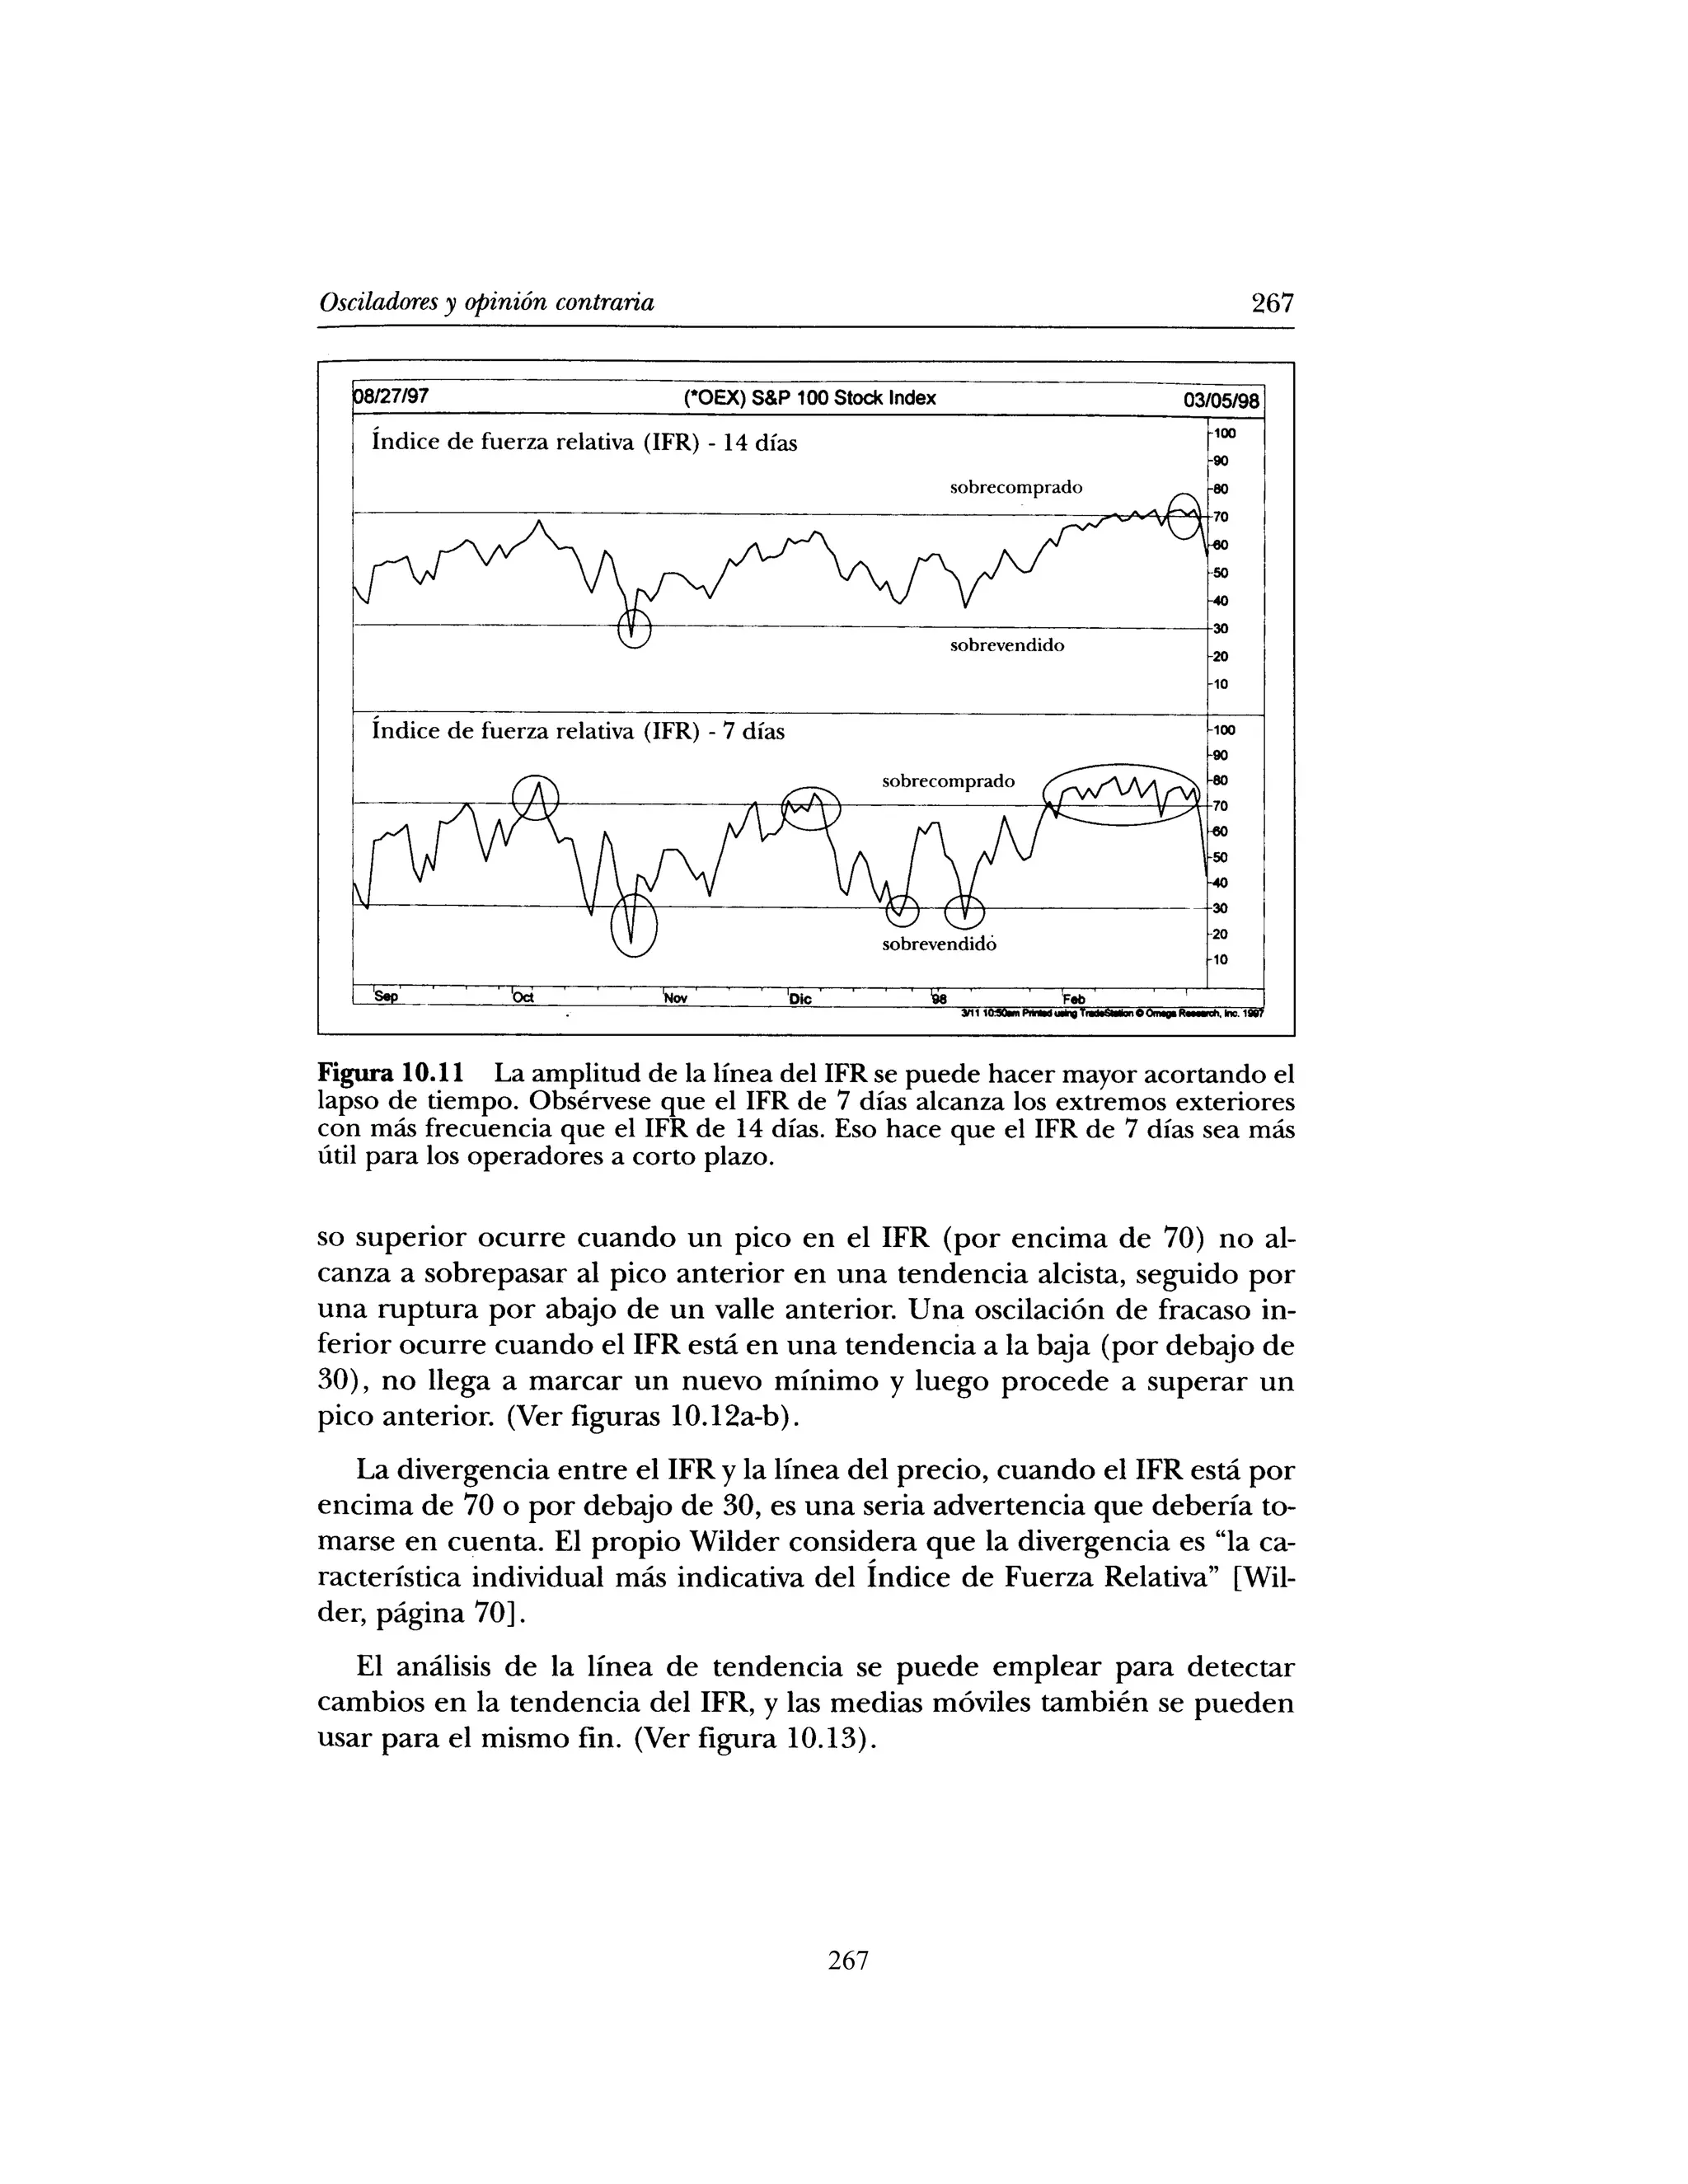 Osciladores y opinión contraria 267
08/27/97 (*OEX) S&P 100 Stock Index 03/05/98
Índice de fuerza relativa (IFR) - 14 días
100
90
sobrecomprado
80
70
60
50
40
30
sobrevendido
20
10
Índice de fuerza relativa (IFR) - 7 días
100
90
sobrecomprado
80
70
60
50
40
30
20
sobrevendido
10
Sep Oct Nov Dic 98 Feb
3/11 10:50am Printed using TradeStation © Omega Research, Inc. 1997
Figura 10.11 La amplitud de la línea del IFR se puede hacer mayor acortando el
lapso de tiempo. Obsérvese que el IFR de 7 días alcanza los extremos exteriores
con más frecuencia que el IFR de 14 días. Eso hace que el IFR de 7 días sea más
útil para los operadores a corto plazo.
so superior ocurre cuando un pico en el IFR (por encima de 70) no al-
canza a sobrepasar al pico anterior en una tendencia alcista, seguido por
una ruptura por abajo de un valle anterior. Una oscilación de fracaso in-
ferior ocurre cuando el IFR está en una tendencia a la baja (por debajo de
30), no llega a marcar un nuevo mínimo y luego procede a superar un
pico anterior. (Ver figuras 10.12a-b).
La divergencia entre el IFR y la línea del precio, cuando el IFR está por
encima de 70 o por debajo de 30, es una seria advertencia que debería to-
marse en cuenta. El propio Wilder considera que la divergencia es “la ca-
racterística individual más indicativa del Índice de Fuerza Relativa” [Wil-
der, página 70].
El análisis de la línea de tendencia se puede emplear para detectar
cambios en la tendencia del IFR, y las medias móviles también se pueden
usar para el mismo fin. (Ver figura 10.13).
267